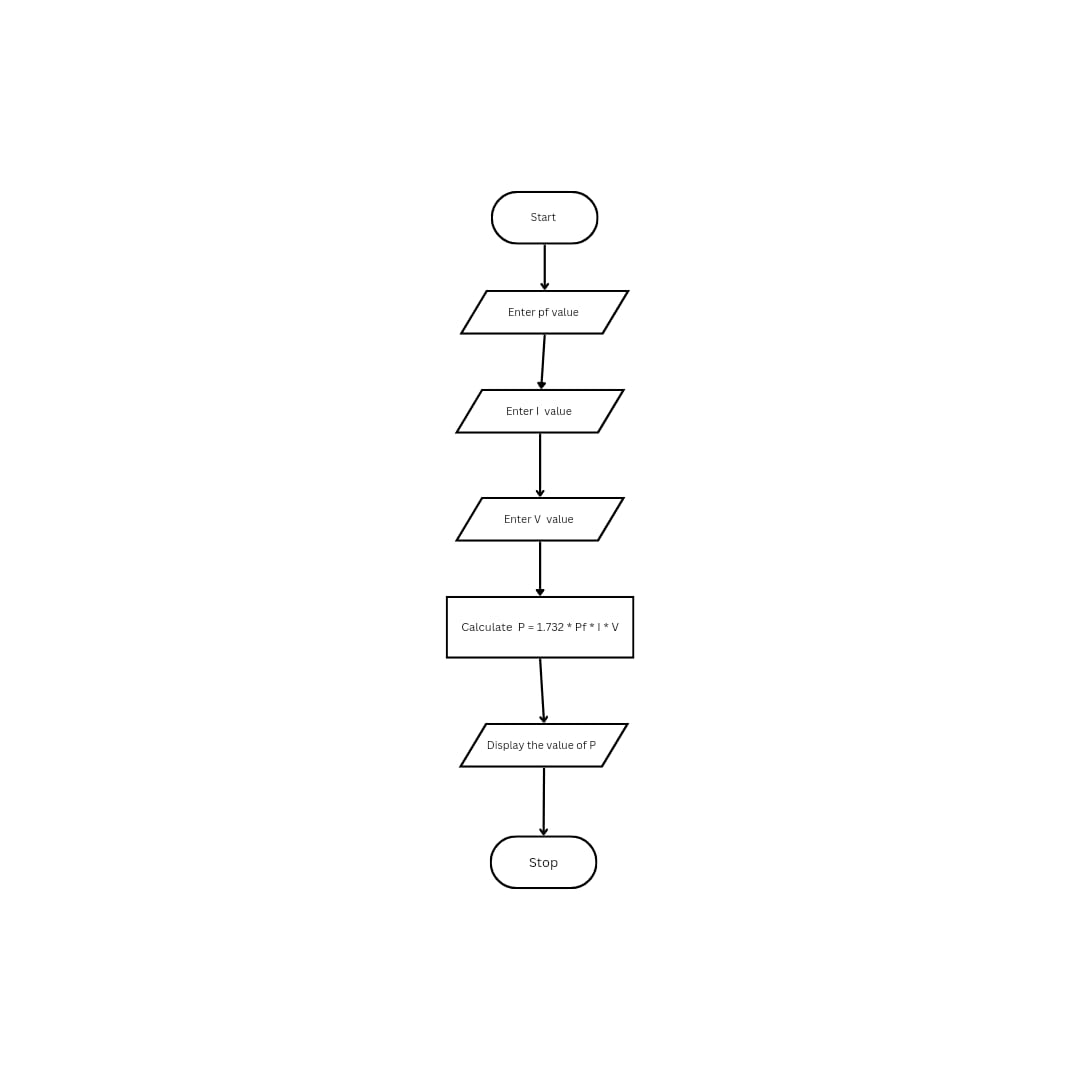 Start
Enter pf value
Enter I  value
Enter V  value
Calculate  P = 1.732 * Pf * I * V
Display the value of P
Stop